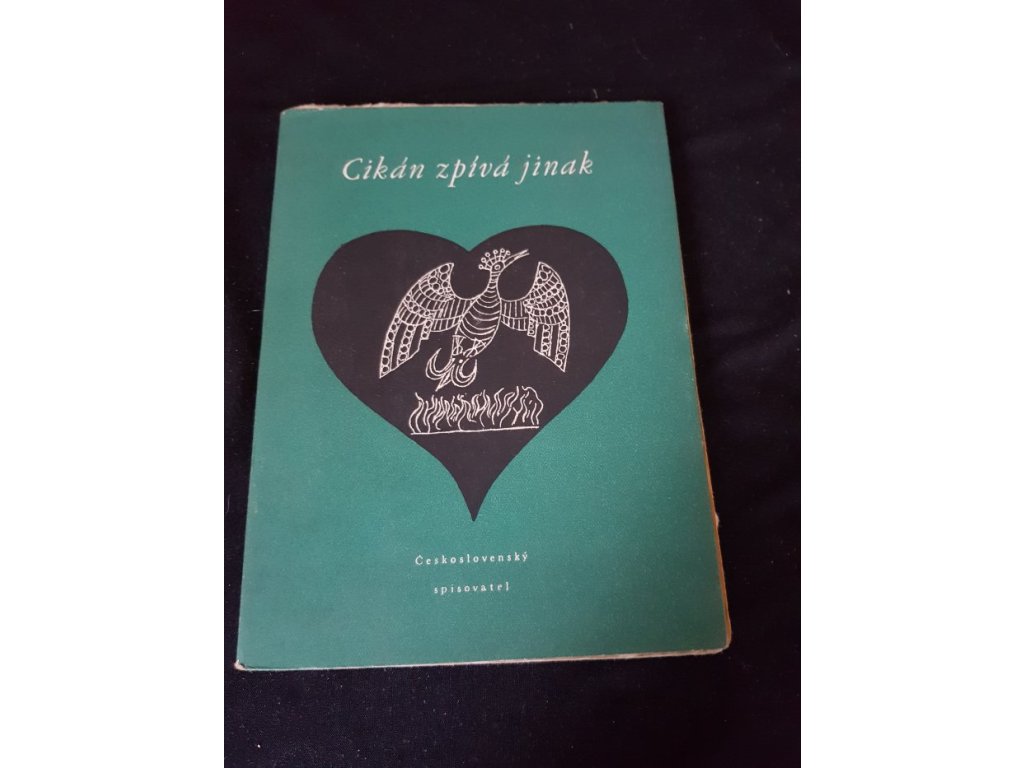 Cikán zpívá jinak
Československý
spisovatel